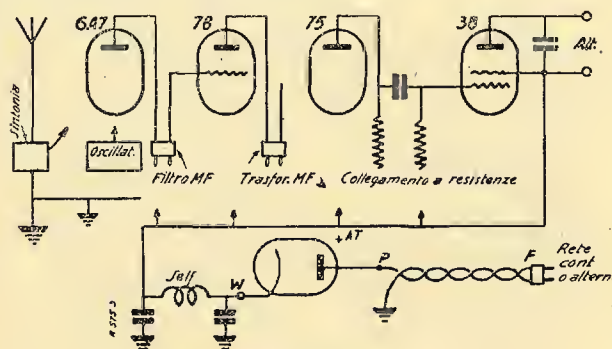 6A7
78
75
38
Alt.
Sintonia
Oscillat.
Filtro MF
Trasfor. MF
Collegamento a resistenze
+AT
Self
W
P
F
Rete
cont
o altern